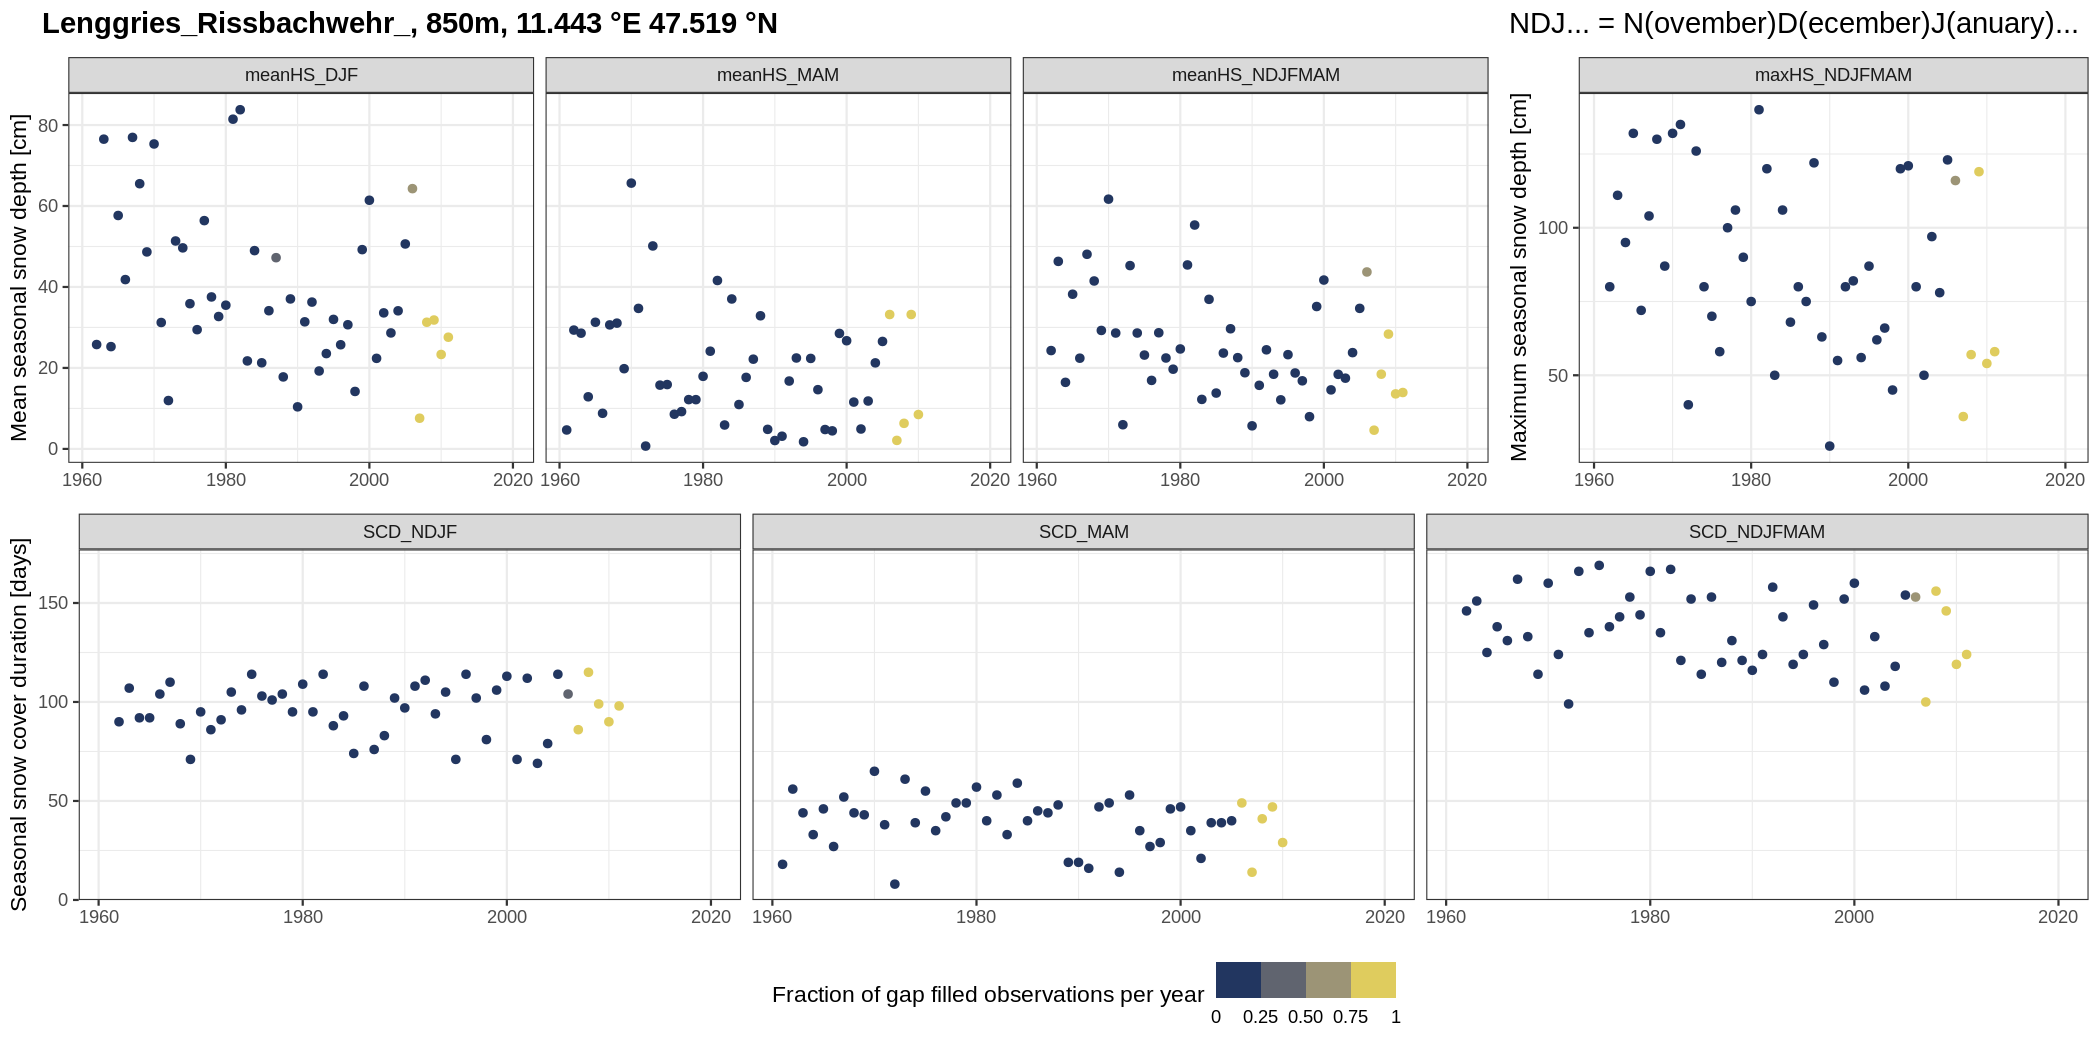 Lenggries_Rissbachwehr_, 850m, 11.443 °E 47.519 °N
NDJ... = N(ovember)D(ecember)J(anuary)...
meanHS_DJF
meanHS_MAM
meanHS_NDJFMAM
maxHS_NDJFMAM
Mean seasonal snow depth [cm]
80
60
40
20
0
1960 1980 2000 2020
1960 1980 2000 2020
1960 1980 2000 2020
Maximum seasonal snow depth [cm]
100
50
1960 1980 2000 2020
SCD_NDJF
SCD_MAM
SCD_NDJFMAM
Seasonal snow cover duration [days]
150
100
50
0
1960 1980 2000 2020
1960 1980 2000 2020
1960 1980 2000 2020
Fraction of gap filled observations per year
0 0.25 0.50 0.75 1